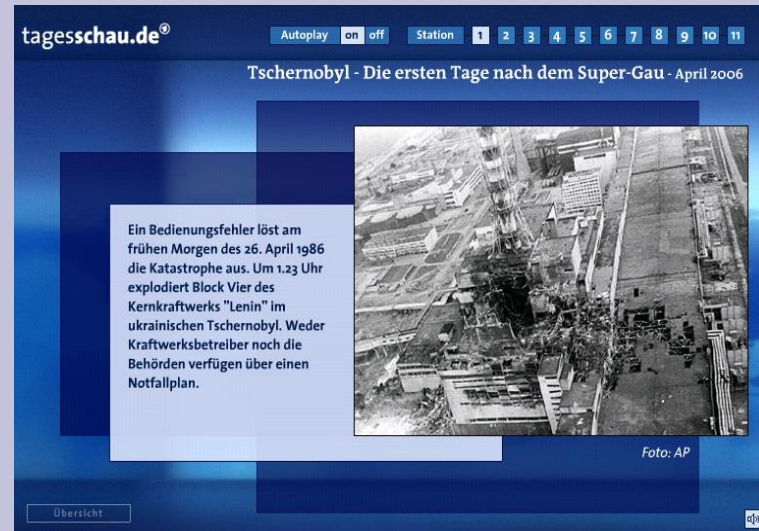 tagesschau.de
Autoplay on off Station 1 2 3 4 5 6 7 8 9 10 11
Tschernobyl - Die ersten Tage nach dem Super-Gau - April 2006
Ein Bedienungsfehler löst am
frühen Morgen des 26. April 1986
die Katastrophe aus. Um 1.23 Uhr
explodiert Block Vier des
Kernkraftwerks "Lenin" im
ukrainischen Tschernobyl. Weder
Kraftwerksbetreiber noch die
Behörden verfügen über einen
Notfallplan.
Foto: AP
Übersicht